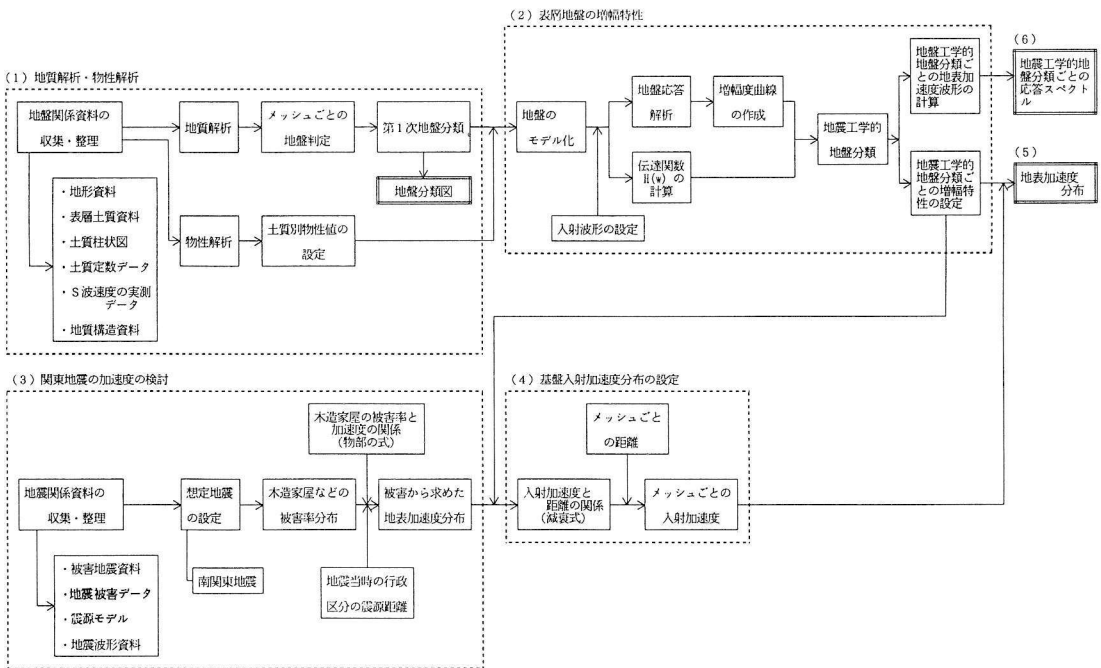 (1)地質解析・物性解析
地盤関係資料の
収集・整理
・地形資料
・表層土質資料
・土質柱状図
・土質定数データ
・S波速度の実測
データ
・地質構造資料
地質解析
メッシュごとの
地盤判定
第1次地盤分類
地盤分類図
物性解析
土質別物性値の
設定
(2)表層地盤の増幅特性
地盤の
モデル化
入射波形の設定
地盤応答
解析
増幅度曲線
の作成
伝達関数
H(w)の
計算
地震工学的
地盤分類
地盤工学的
地盤分類ご
との地表加
速度波形の
計算
地震工学的
地盤分類ご
との増幅特
性の設定
(6)
地震工学的地
盤分類ごとの
応答スペクト
ル
(5)
地表加速度
分布
(3)関東地震の加速度の検討
地震関係資料の
収集・整理
・被害地震資料
・地震被害データ
・震源モデル
・地震波形資料
想定地震
の設定
南関東地震
木造家屋などの
被害率分布
木造家屋の被害率と
加速度の関係
(物部の式)
地震当時の行政
区分の震源距離
被害から求めた
地表加速度分布
(4)基盤入射加速度分布の設定
入射加速度と
距離の関係
(減衰式)
メッシュごと
の距離
メッシュごとの
入射加速度